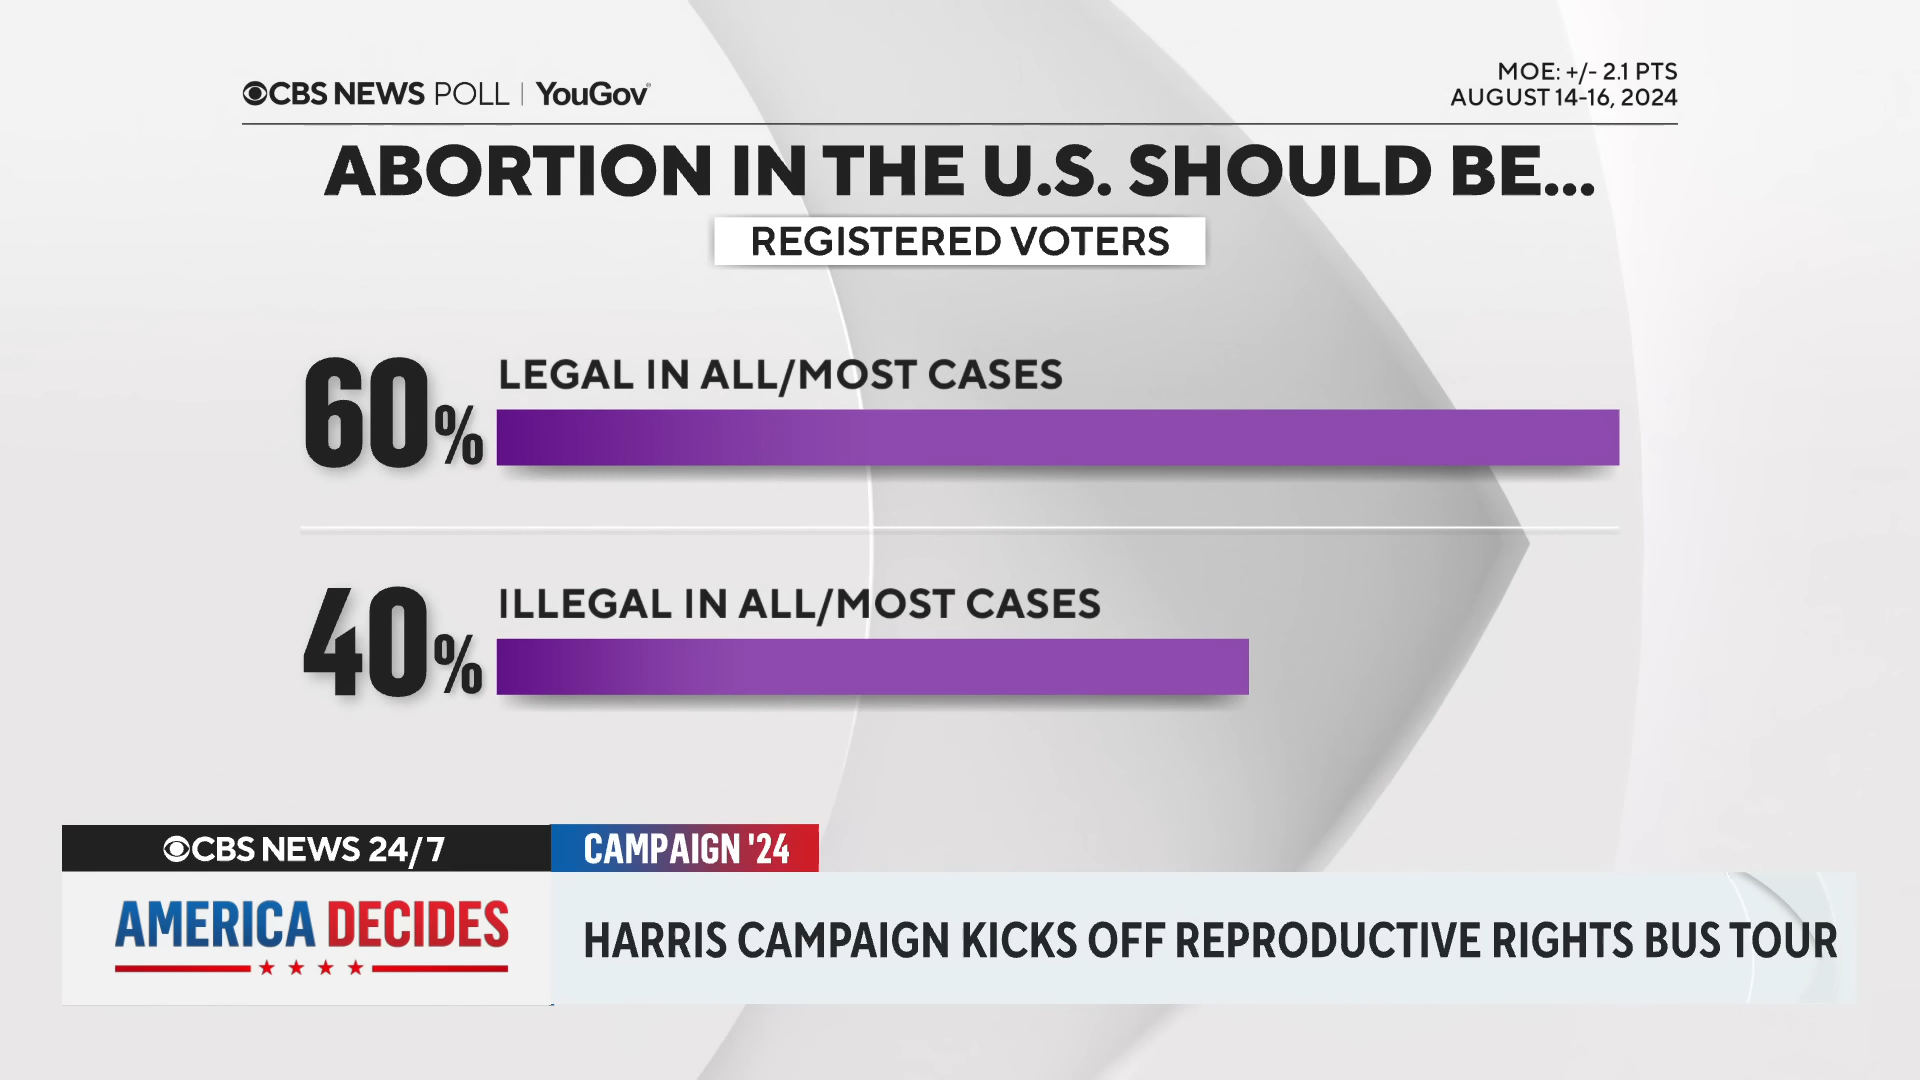 CBS NEWS POLL | YouGov
MOE: +/- 2.1 PTS
AUGUST 14-16, 2024
ABORTION IN THE U.S. SHOULD BE...
REGISTERED VOTERS
60% LEGAL IN ALL/MOST CASES
40% ILLEGAL IN ALL/MOST CASES
CBS NEWS 24/7
CAMPAIGN '24
AMERICA DECIDES
HARRIS CAMPAIGN KICKS OFF REPRODUCTIVE RIGHTS BUS TOUR